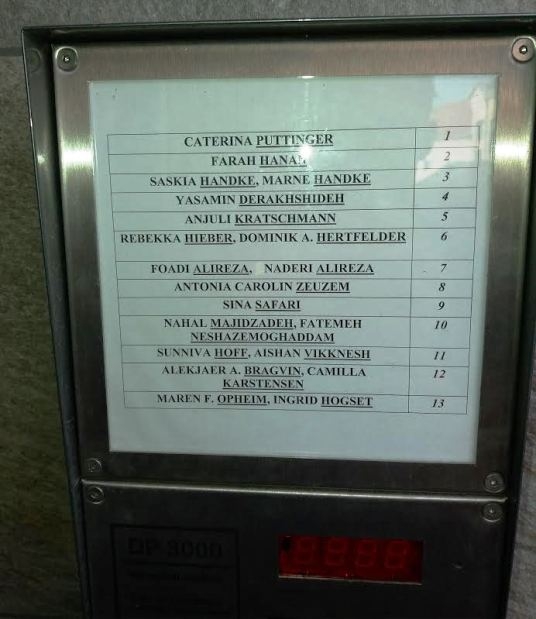 CATERINA PUTTINGER 1
FARAH 2
SASKIA HANDKE, MARNE HANDKE 3
YASAMIN DERAKHSHIDEH 4
ANJULI KRATSCHMANN 5
REBEKKA HIEBER, DOMINIK A. HERTFELDER 6
FOADI ALIREZA, NADERI ALIREZA 7
ANTONIA CAROLIN ZEUZEM 8
SINA SAFARI 9
NAHAL MAJIDZADEH, FATEMEH 10
NESHAZEMOGHADDAM
SUNNIVA HOFF, AISHAN VIKKNESH 11
ALEKJAER A. BRAGVIN, CAMILLA 12
KARSTENSEN
MAREN F. OPHEIM, INGRID HOGSET 13
DP 3000